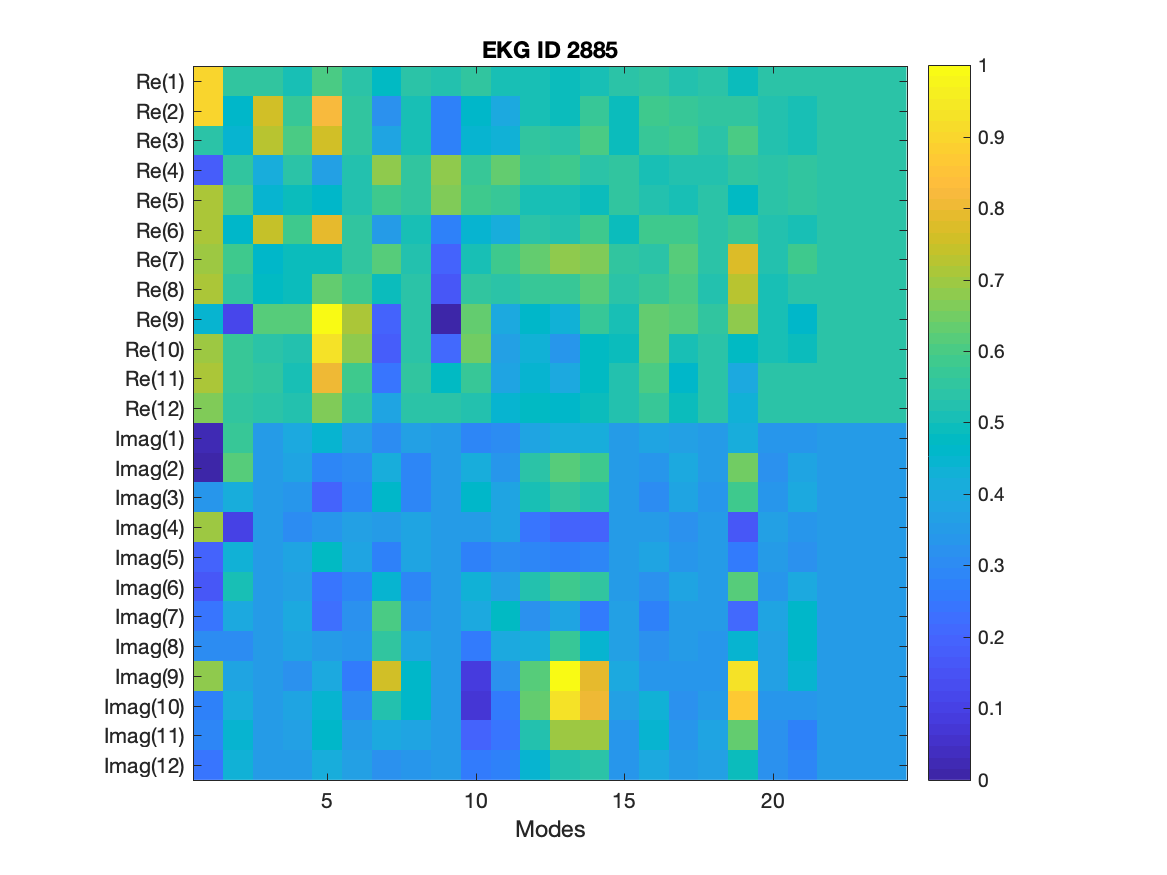 EKG ID 2885
Re(1)
Re(2)
Re(3)
Re(4)
Re(5)
Re(6)
Re(7)
Re(8)
Re(9)
Re(10)
Re(11)
Re(12)
Imag(1)
Imag(2)
Imag(3)
Imag(4)
Imag(5)
Imag(6)
Imag(7)
Imag(8)
Imag(9)
Imag(10)
Imag(11)
Imag(12)
5 10 15 20
Modes
1
0.9
0.8
0.7
0.6
0.5
0.4
0.3
0.2
0.1
0